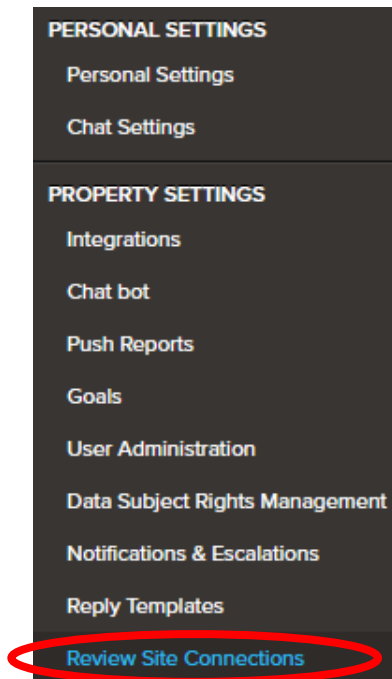 PERSONAL SETTINGS
Personal Settings
Chat Settings
PROPERTY SETTINGS
Integrations
Chat bot
Push Reports
Goals
User Administration
Data Subject Rights Management
Notifications & Escalations
Reply Templates
Review Site Connections